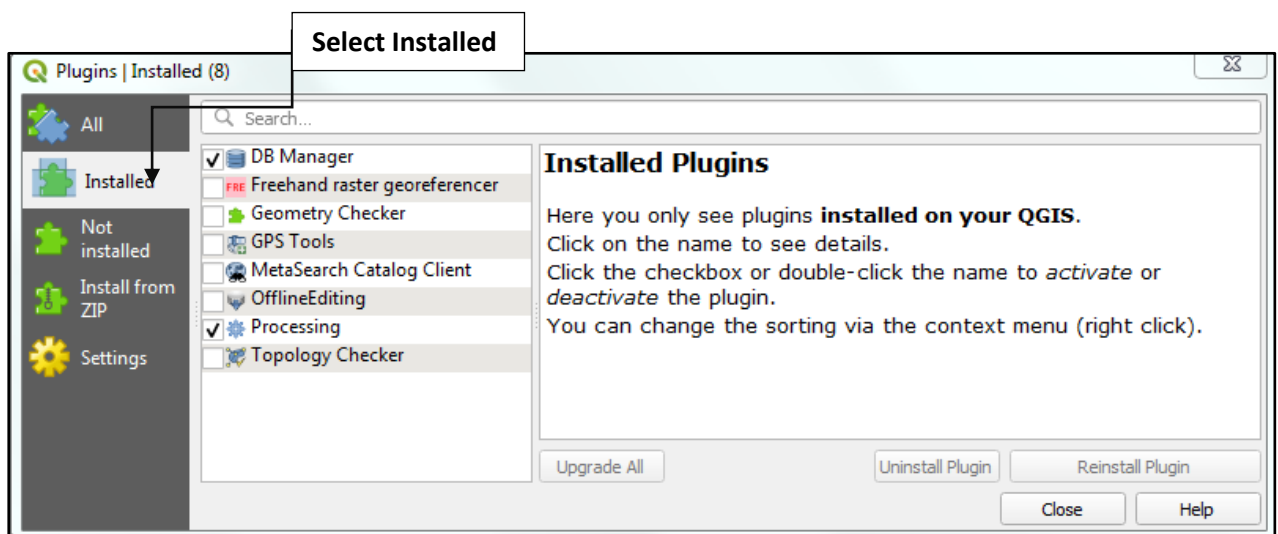 Select Installed
Plugins | Installed (8)
All
Search...
Installed
Not
installed
Install from
ZIP
Settings
DB Manager
FRE Freehand raster georeferencer
Geometry Checker
GPS Tools
MetaSearch Catalog Client
OfflineEditing
Processing
Topology Checker
Installed Plugins
Here you only see plugins installed on your QGIS.
Click on the name to see details.
Click the checkbox or double-click the name to activate or
deactivate the plugin.
You can change the sorting via the context menu (right click).
Upgrade All
Uninstall Plugin
Reinstall Plugin
Close
Help